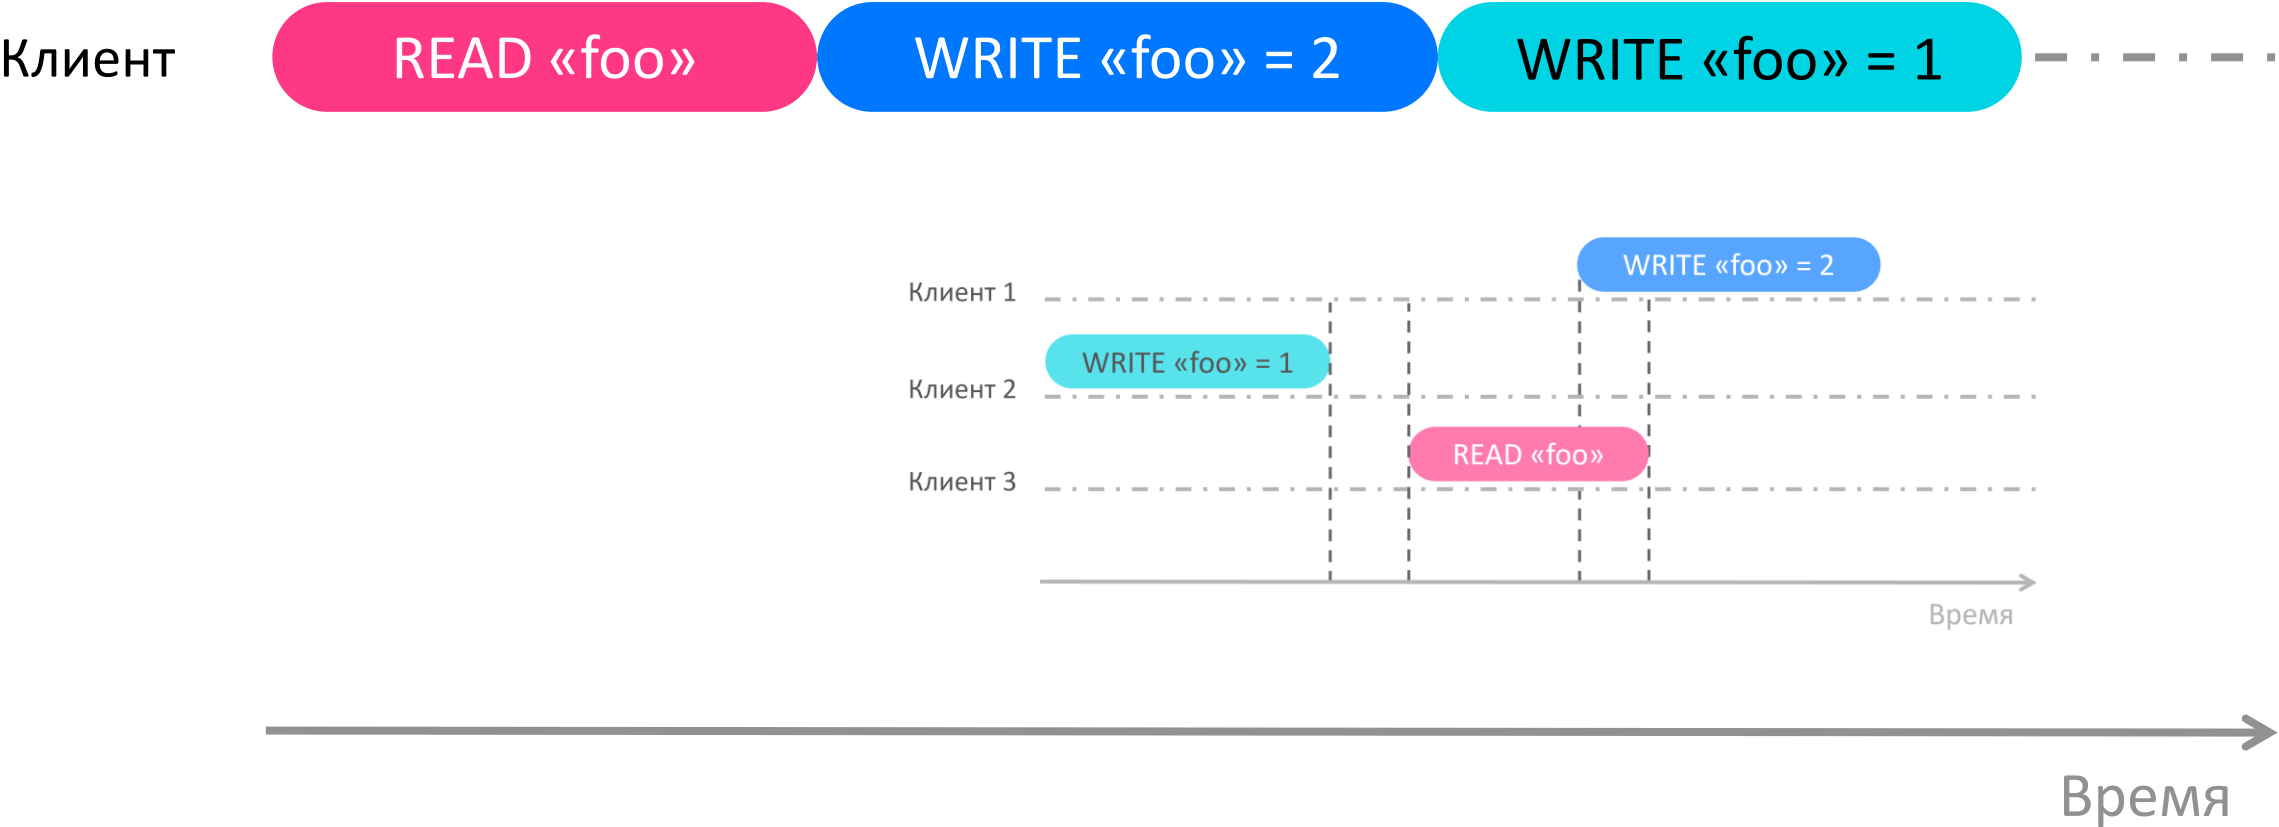 Клиент
READ «foo»
WRITE «foo» = 2
WRITE «foo» = 1
WRITE «foo» = 2
Клиент 1
WRITE «foo» = 1
Клиент 2
READ «foo»
Клиент 3
Время
Время